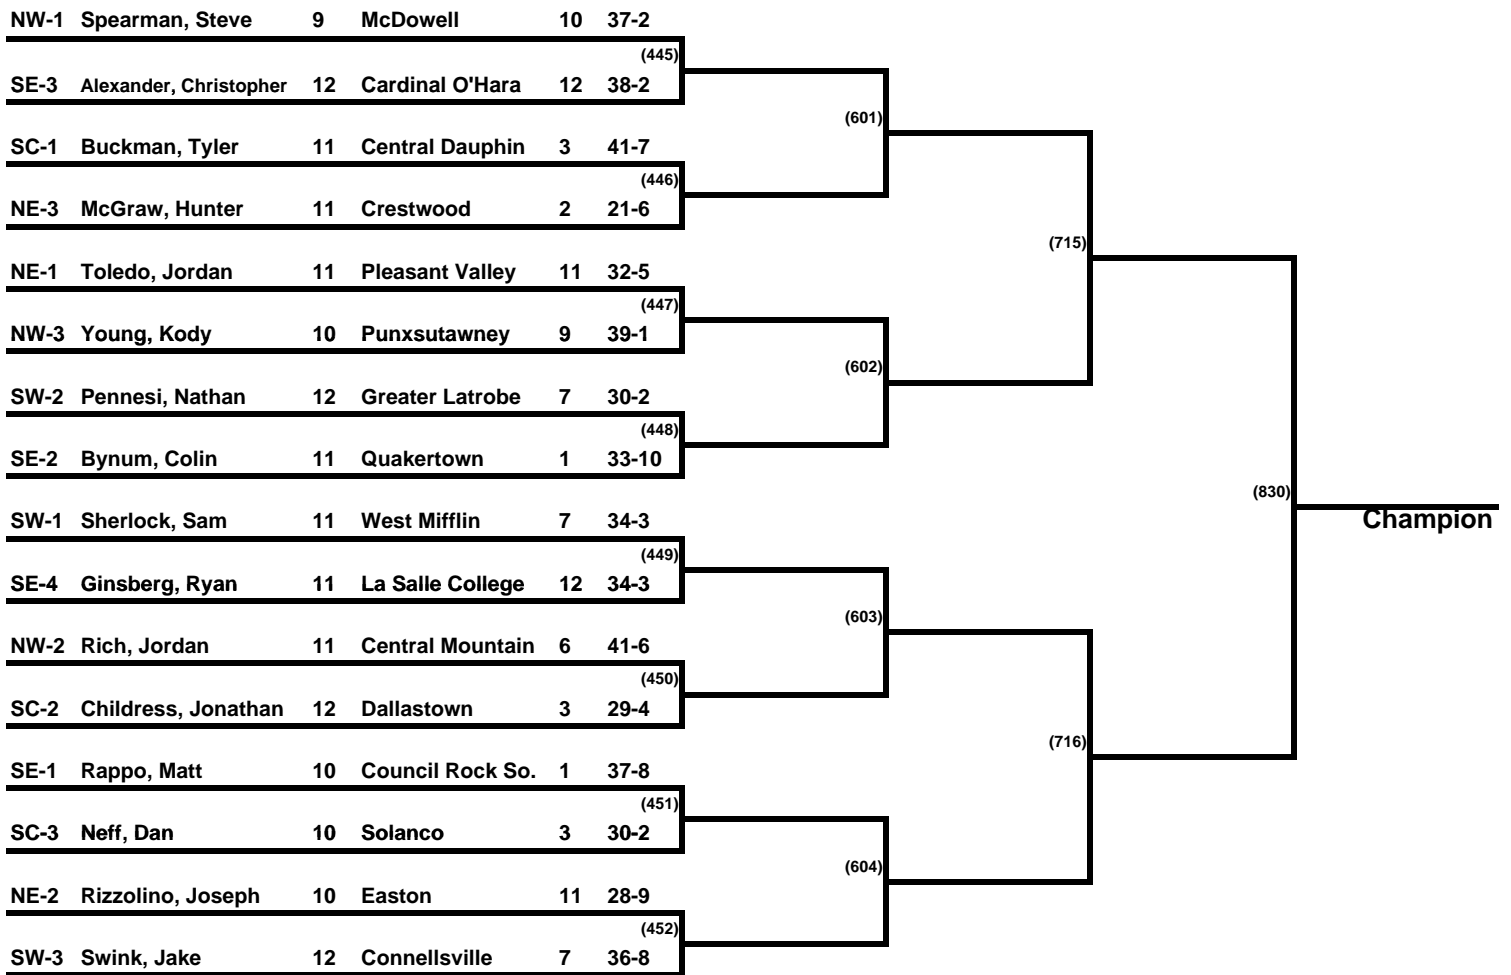 NW-1 Spearman, Steve 9 McDowell 10 37-2
(445)
SE-3 Alexander, Christopher 12 Cardinal O'Hara 12 38-2
(601)
SC-1 Buckman, Tyler 11 Central Dauphin 3 41-7
(446)
NE-3 McGraw, Hunter 11 Crestwood 2 21-6
(715)
NE-1 Toledo, Jordan 11 Pleasant Valley 11 32-5
(447)
NW-3 Young, Kody 10 Punxsutawney 9 39-1
(602)
SW-2 Pennesi, Nathan 12 Greater Latrobe 7 30-2
(448)
SE-2 Bynum, Colin 11 Quakertown 1 33-10
(830)
SW-1 Sherlock, Sam 11 West Mifflin 7 34-3
Champion
(449)
SE-4 Ginsberg, Ryan 11 La Salle College 12 34-3
(603)
NW-2 Rich, Jordan 11 Central Mountain 6 41-6
(450)
SC-2 Childress, Jonathan 12 Dallastown 3 29-4
(716)
SE-1 Rappo, Matt 10 Council Rock So. 1 37-8
(451)
SC-3 Neff, Dan 10 Solanco 3 30-2
(604)
NE-2 Rizzolino, Joseph 10 Easton 11 28-9
(452)
SW-3 Swink, Jake 12 Connellsville 7 36-8